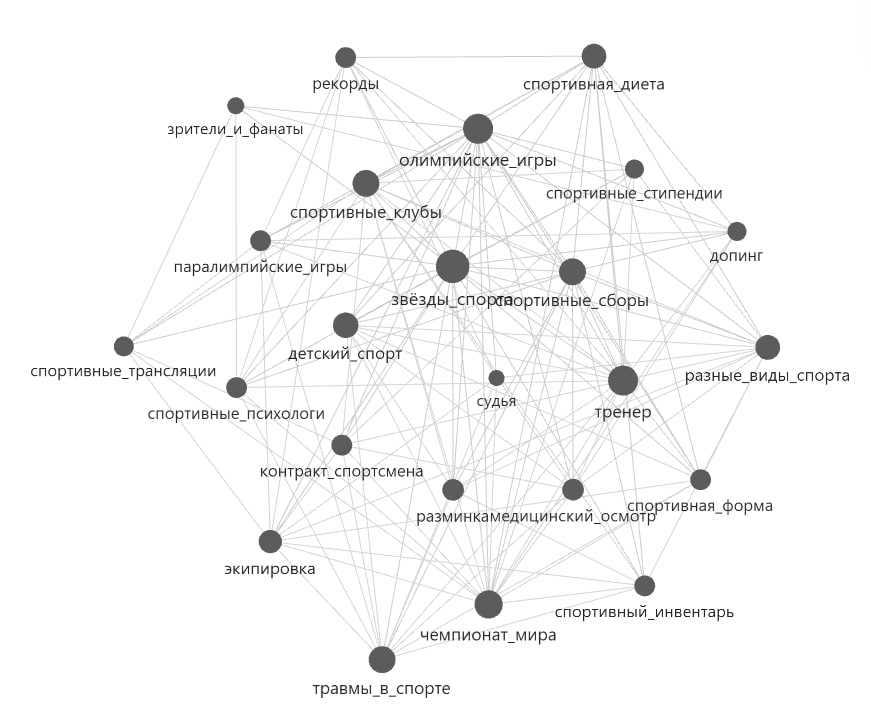 рекорды
спортивная_диета
зрители_и_фанаты
олимпийские_игры
спортивные_стипендии
спортивные_клубы
допинг
паралимпийские_игры
звёзды_спорта
спортивные_сборы
детский_спорт
спортивные_трансляции
разные_виды_спорта
судья
спортивные_психологи
тренер
контракт_спортсмена
разминка
медицинский_осмотр
спортивная_форма
экипировка
спортивный_инвентарь
чемпионат_мира
травмы_в_спорте